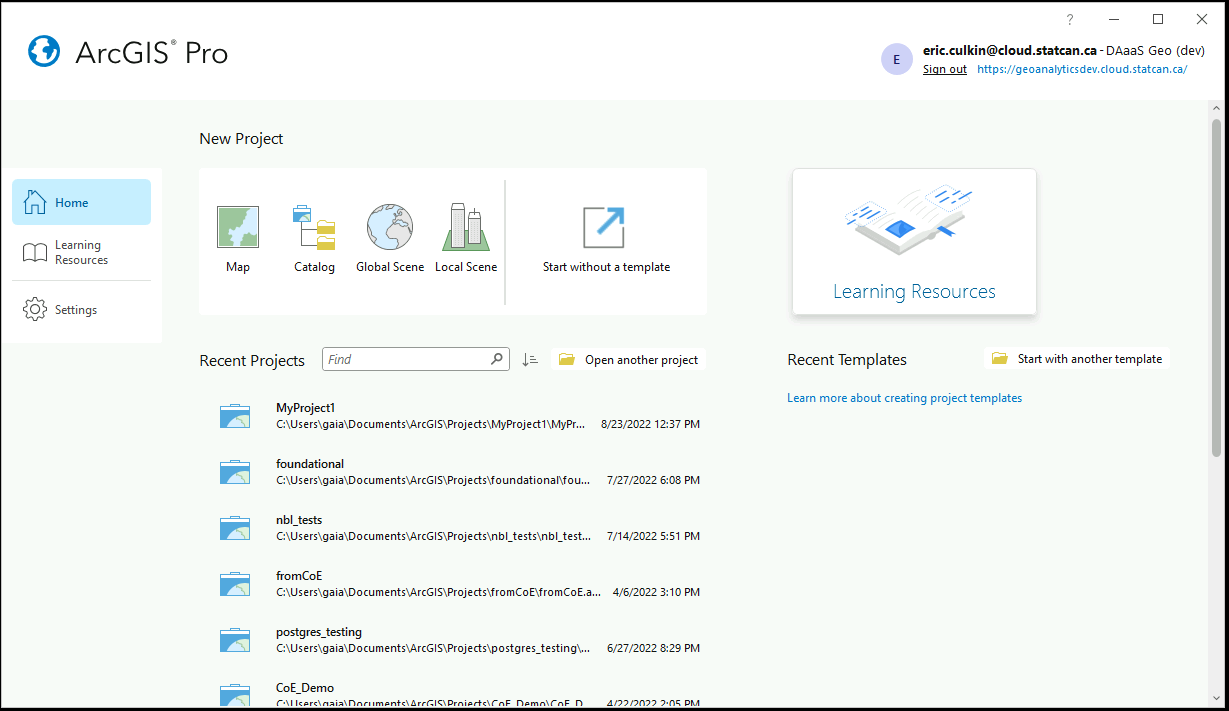 ?
ArcGIS® Pro
E
eric.culkin@cloud.statcan.ca - DAaaS Geo (dev)
Sign out https://geoanalyticsdev.cloud.statcan.ca/
Home
Learning
Resources
Settings
New Project
Map
Catalog
Global Scene
Local Scene
Start without a template
Learning Resources
Recent Projects
Find
Open another project
MyProject1
C:\Users\gaia\Documents\ArcGIS\Projects\MyProject1\MyPr... 8/23/2022 12:37 PM
foundational
C:\Users\gaia\Documents\ArcGIS\Projects\foundational\fou... 7/27/2022 6:08 PM
nbl_tests
C:\Users\gaia\Documents\ArcGIS\Projects\nbl_tests\nbl_test... 7/14/2022 5:51 PM
fromCoE
C:\Users\gaia\Documents\ArcGIS\Projects\fromCoE\fromCoE.a... 4/6/2022 3:10 PM
postgres_testing
C:\Users\gaia\Documents\ArcGIS\Projects\postgres_testing\... 6/27/2022 8:29 PM
CoE_Demo
C:\Users\gaia\Documents\ArcGIS\Projects\CoE_Demo\CoE_D... 4/22/2022 2:05 PM
Recent Templates
Start with another template
Learn more about creating project templates